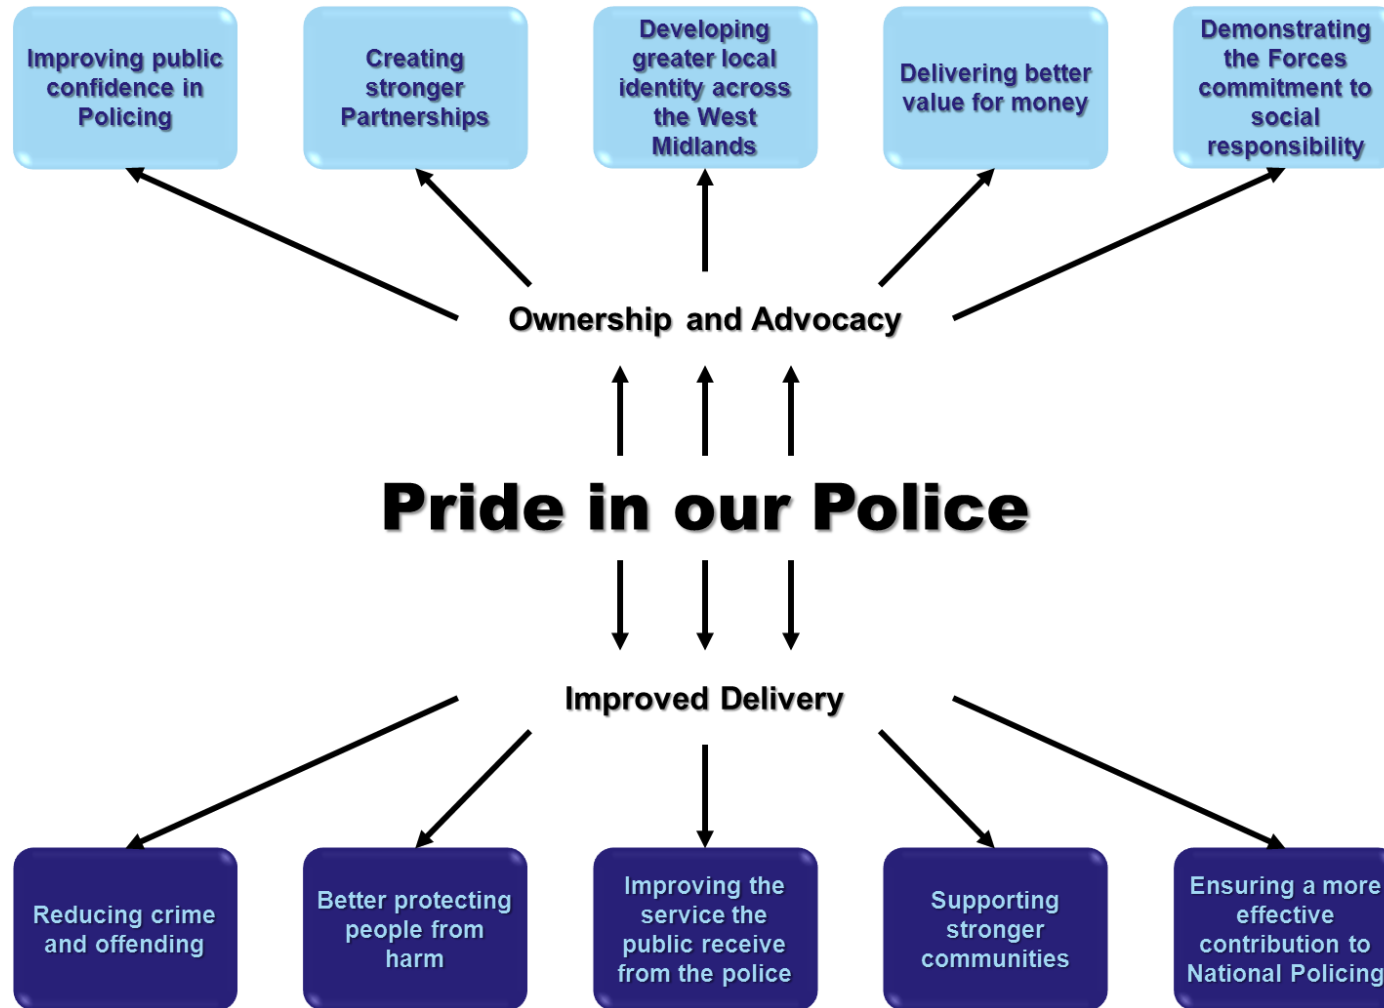 Improving public
confidence in
Policing
Creating
stronger
Partnerships
Developing
greater local
identity across
the West
Midlands
Delivering better
value for money
Demonstrating
the Forces
commitment to
social
responsibility
Ownership and Advocacy
Pride in our Police
Improved Delivery
Reducing crime
and offending
Better protecting
people from
harm
Improving the
service the
public receive
from the police
Supporting
stronger
communities
Ensuring a more
effective
contribution to
National Policing